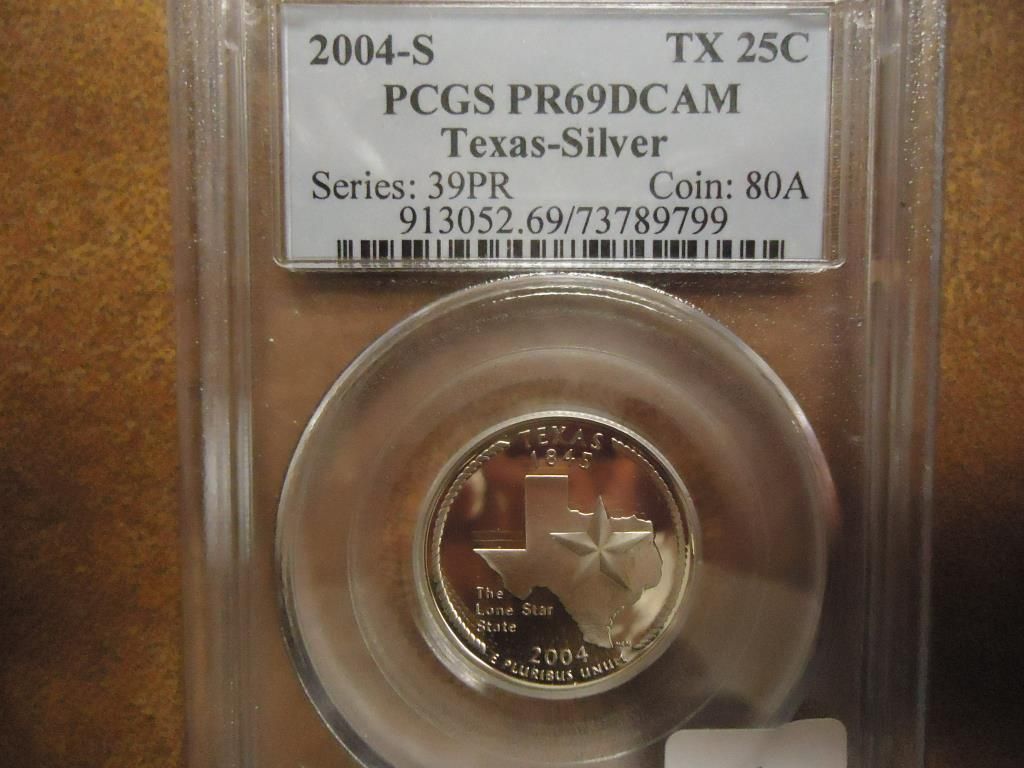 2004-S TX 25C
PCGS PR69DCAM
Texas-Silver
Series: 39PR Coin: 80A
913052.69/73789799
TEXAS
1845
The
Lone Star
State
2004
E PLURIBUS UNUM